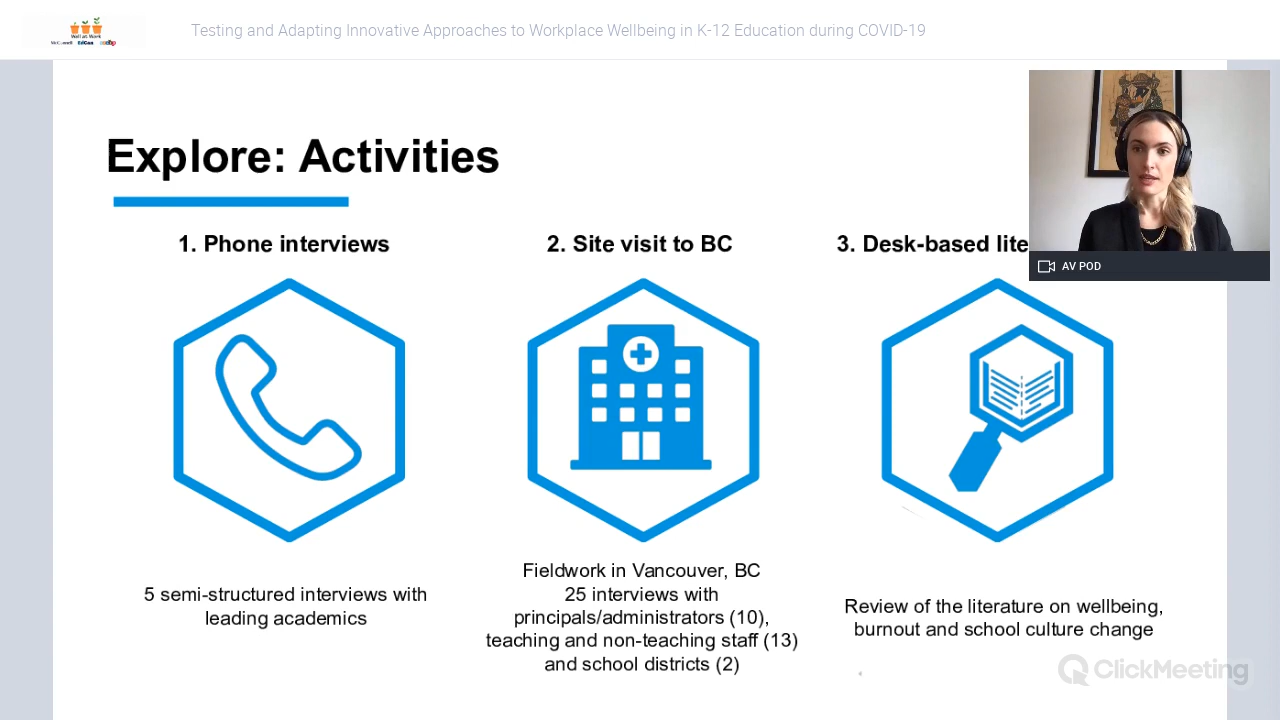 Well at Work
McConnell EdCan
Testing and Adapting Innovative Approaches to Workplace Wellbeing in K-12 Education during COVID-19
Explore: Activities
1. Phone interviews
2. Site visit to BC
3. Desk-based lite
AV POD
5 semi-structured interviews with
leading academics
Fieldwork in Vancouver, BC
25 interviews with
principals/administrators (10),
teaching and non-teaching staff (13)
and school districts (2)
Review of the literature on wellbeing,
burnout and school culture change
ClickMeeting